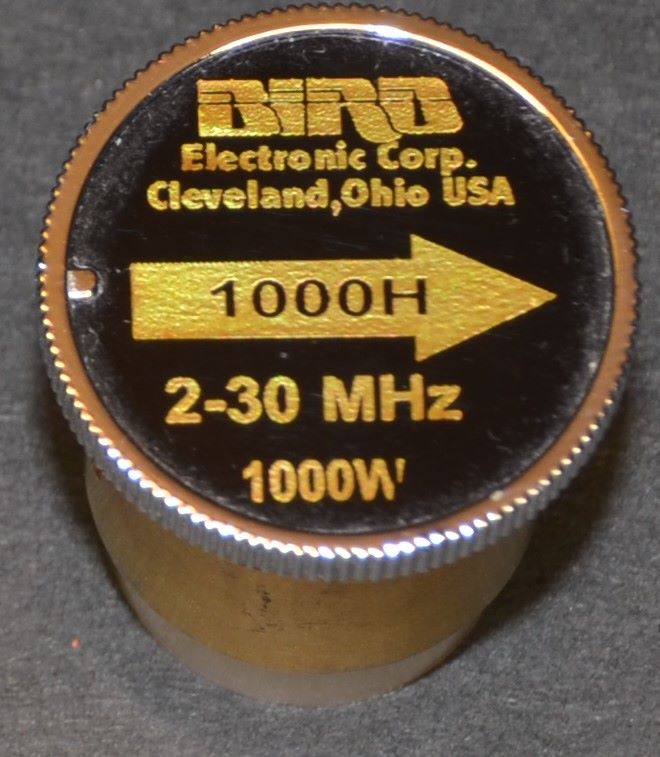 BIRD
Electronic Corp.
Cleveland,Ohio USA
1000H
2-30 MHz
1000W